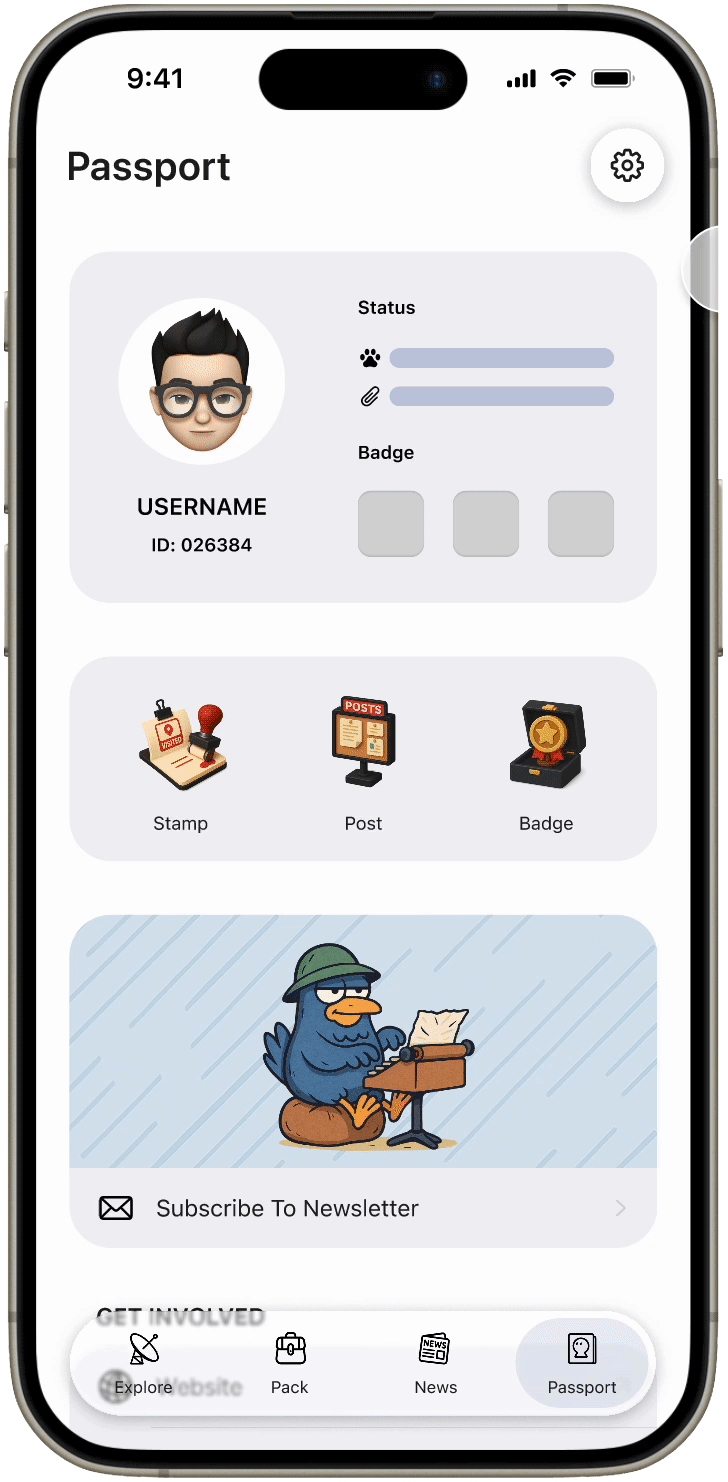 9:41
Passport
Status
Badge
USERNAME
ID: 026384
VISITED
POSTS
Stamp
Post
Badge
Subscribe To Newsletter
GET INVOLVED
Website
NEWS
Explore
Pack
News
Passport